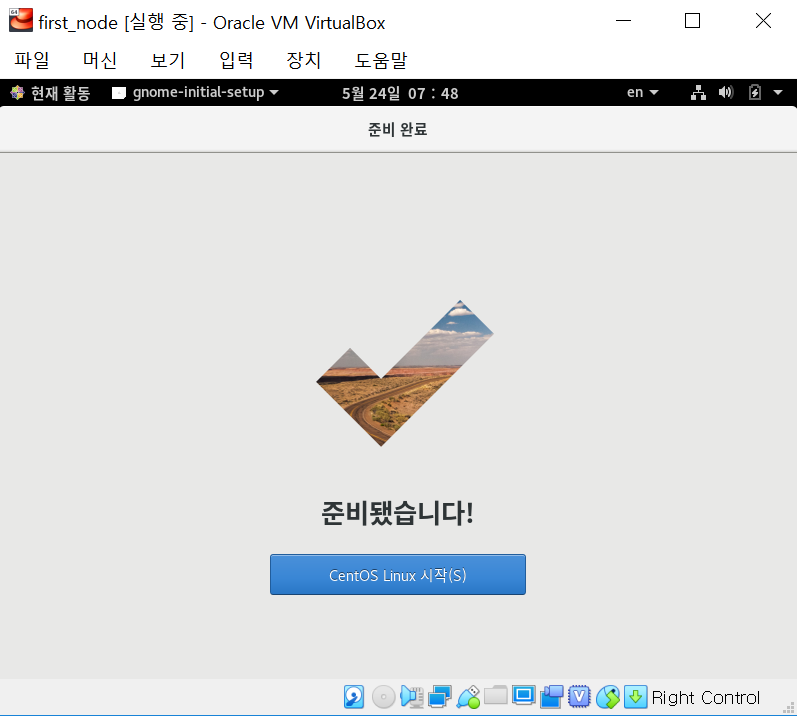 first_node [실행 중] - Oracle VM VirtualBox
파일 머신 보기 입력 장치 도움말
현재 활동 gnome-initial-setup 5월 24일 07 : 48 en
준비 완료
준비됐습니다!
CentOS Linux 시작(S)
V Right Control